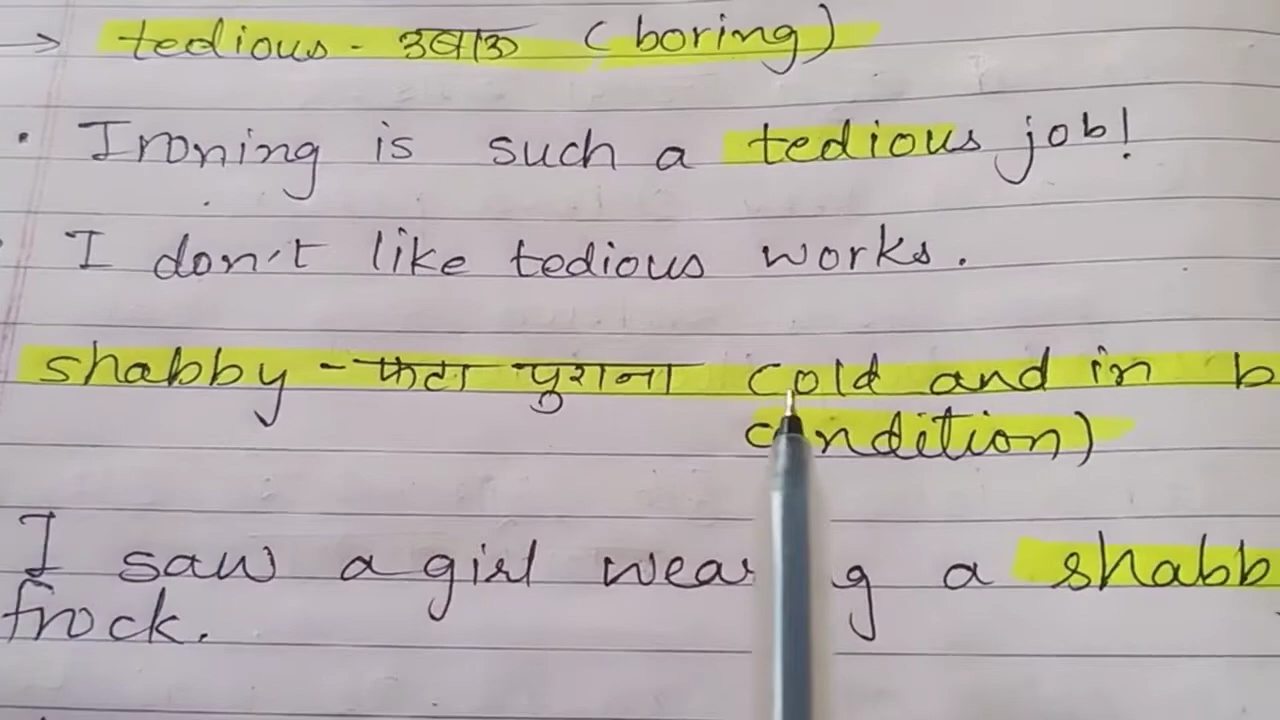 → tedious - उबाऊ (boring)
• Ironing is such a tedious job!
I don't like tedious works.
shabby - फटा पुराना (old and in b
condition)
I saw a girl wearing a shabb
frock.